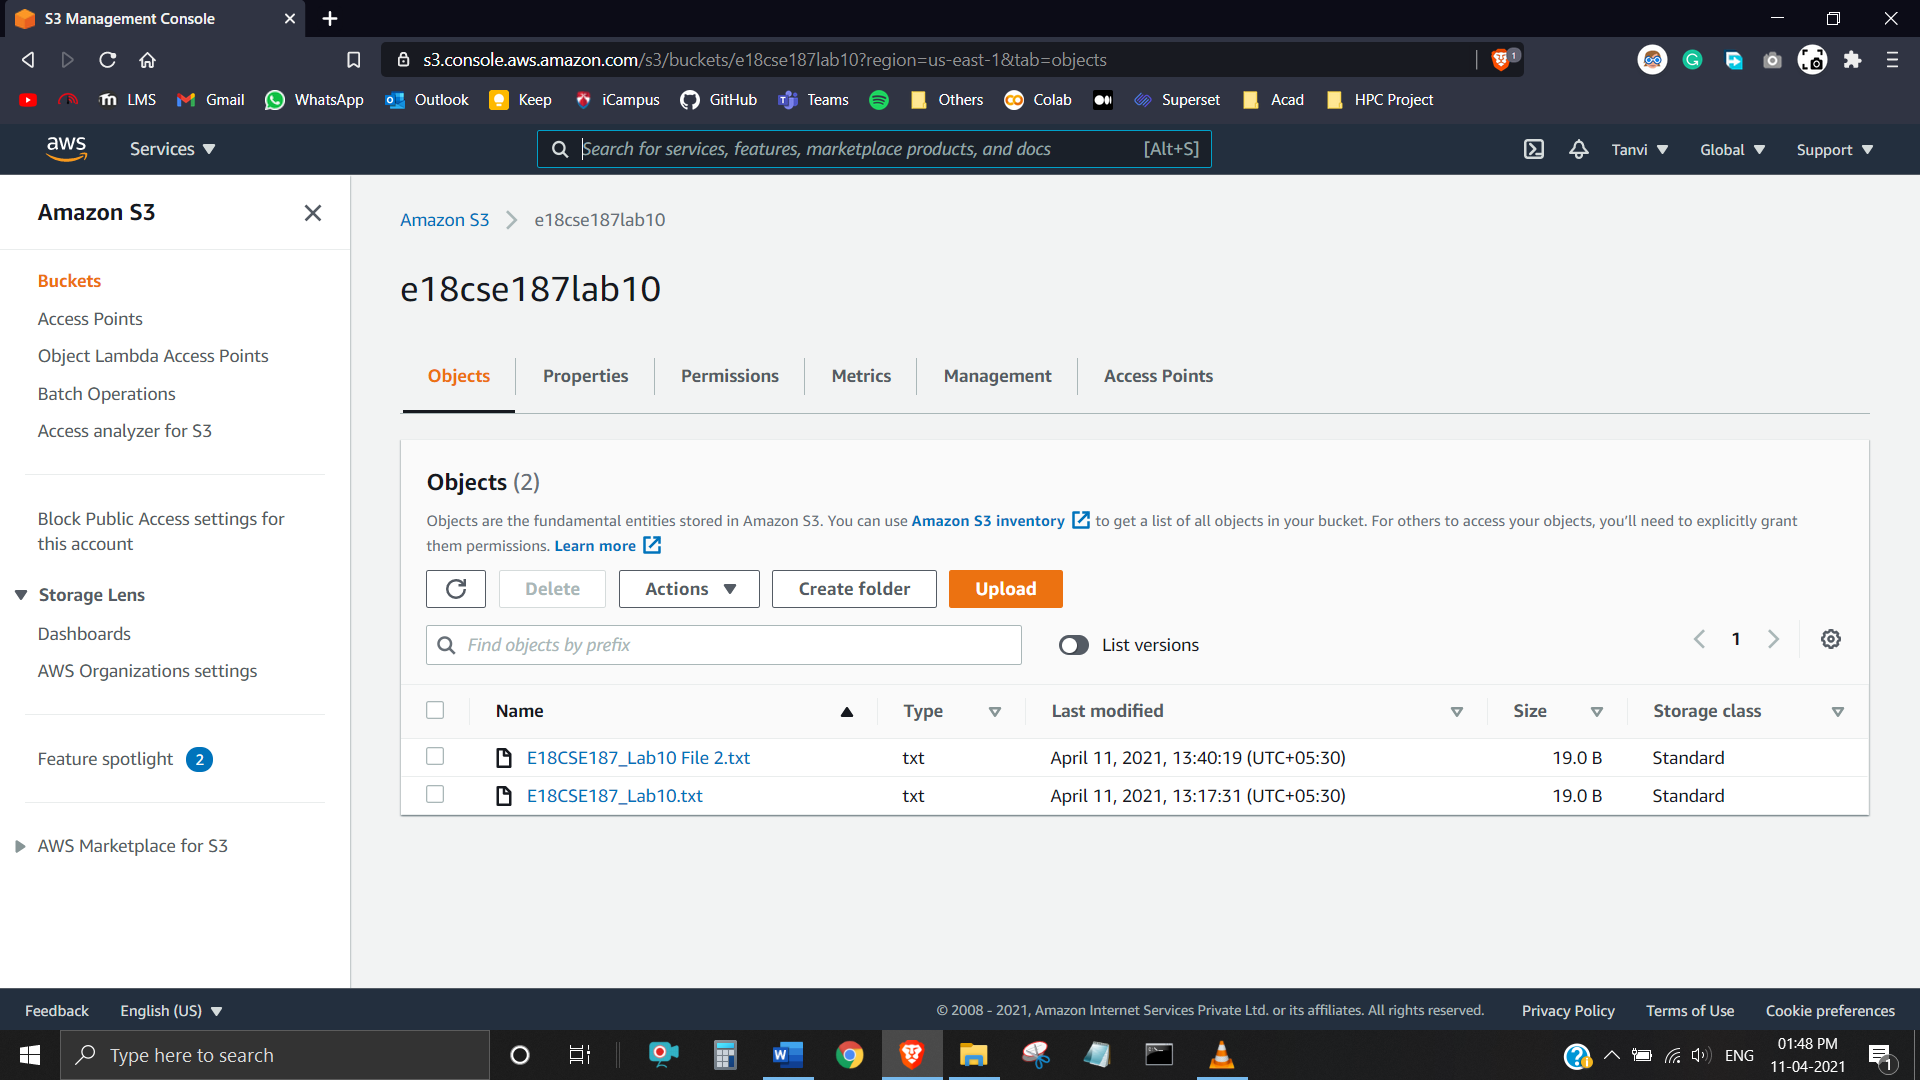 S3 Management Console
s3.console.aws.amazon.com/s3/buckets/e18cse187lab10?region=us-east-1&tab=objects
1
LMS Gmail WhatsApp Outlook Keep iCampus GitHub Teams Others Colab Superset Acad HPC Project
aws Services Search for services, features, marketplace products, and docs [Alt+S] Tanvi Global Support
Amazon S3
Buckets
Access Points
Object Lambda Access Points
Batch Operations
Access analyzer for S3
Block Public Access settings for
this account
Storage Lens
Dashboards
AWS Organizations settings
Feature spotlight 2
AWS Marketplace for S3
Amazon S3 e18cse187lab10
e18cse187lab10
Objects Properties Permissions Metrics Management Access Points
Objects (2)
Objects are the fundamental entities stored in Amazon S3. You can use Amazon S3 inventory to get a list of all objects in your bucket. For others to access your objects, you'll need to explicitly grant
them permissions. Learn more
Delete Actions Create folder Upload
Find objects by prefix List versions 1
Name Type Last modified Size Storage class
E18CSE187_Lab10 File 2.txt txt April 11, 2021, 13:40:19 (UTC+05:30) 19.0 B Standard
E18CSE187_Lab10.txt txt April 11, 2021, 13:17:31 (UTC+05:30) 19.0 B Standard
Feedback English (US) © 2008 - 2021, Amazon Internet Services Private Ltd. or its affiliates. All rights reserved. Privacy Policy Terms of Use Cookie preferences
Type here to search ENG 01:48 PM
11-04-2021 1